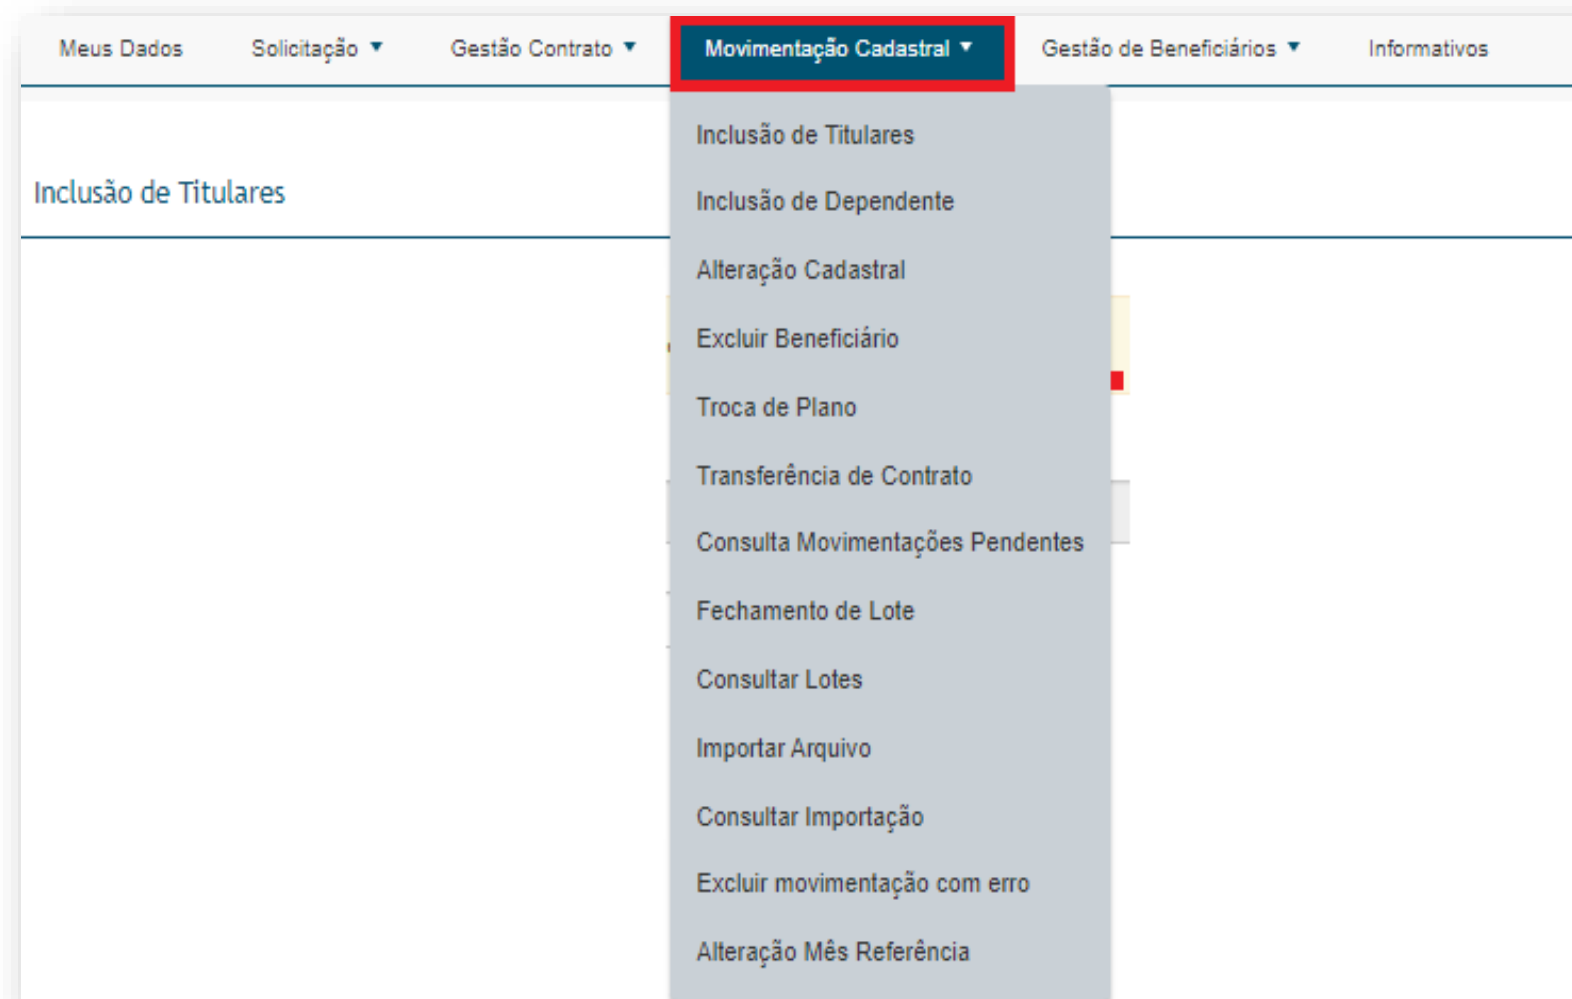 Meus Dados Solicitação ▼ Gestão Contrato ▼ Movimentação Cadastral ▼ Gestão de Beneficiários ▼ Informativos
Inclusão de Titulares
Inclusão de Titulares
Inclusão de Dependente
Alteração Cadastral
Excluir Beneficiário
Troca de Plano
Transferência de Contrato
Consulta Movimentações Pendentes
Fechamento de Lote
Consultar Lotes
Importar Arquivo
Consultar Importação
Excluir movimentação com erro
Alteração Mês Referência